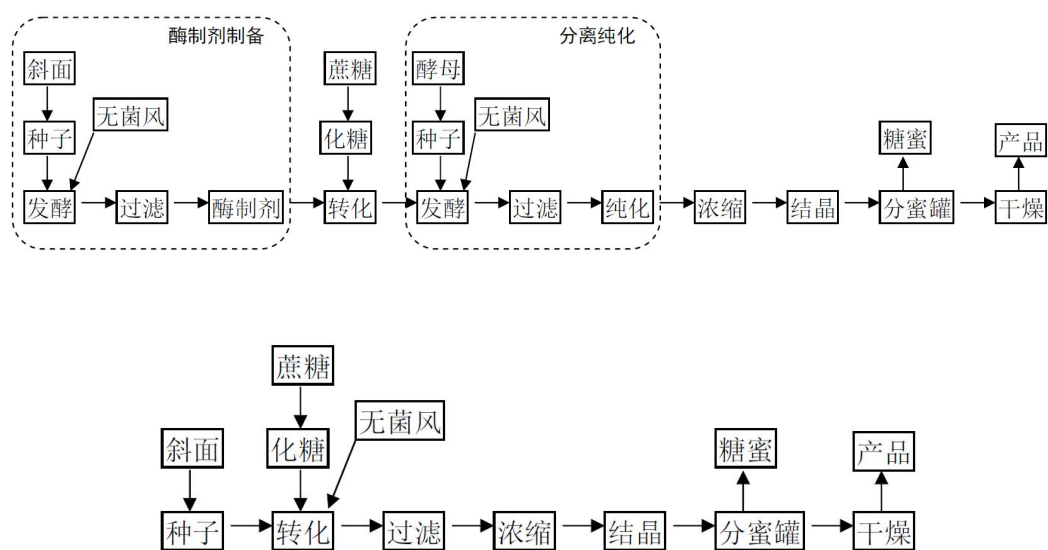 酶制剂制备
分离纯化
斜面
蔗糖
酵母
无菌风
无菌风
种子
化糖
种子
糖蜜
产品
发酵
过滤
酶制剂
转化
发酵
过滤
纯化
浓缩
结晶
分蜜罐
干燥
蔗糖
无菌风
斜面
化糖
糖蜜
产品
种子
转化
过滤
浓缩
结晶
分蜜罐
干燥